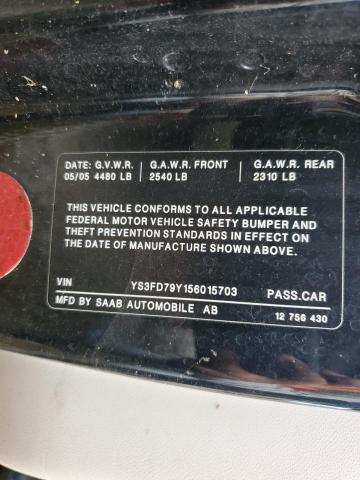 DATE: G.V.W.R. G.A.W.R. FRONT G.A.W.R. REAR
05/05 4480 LB 2540 LB 2310 LB
THIS VEHICLE CONFORMS TO ALL APPLICABLE
FEDERAL MOTOR VEHICLE SAFETY BUMPER AND
THEFT PREVENTION STANDARDS IN EFFECT ON
THE DATE OF MANUFACTURE SHOWN ABOVE.
VIN YS3FD79Y156015703 PASS.CAR
MFD BY SAAB AUTOMOBILE AB 12 756 430